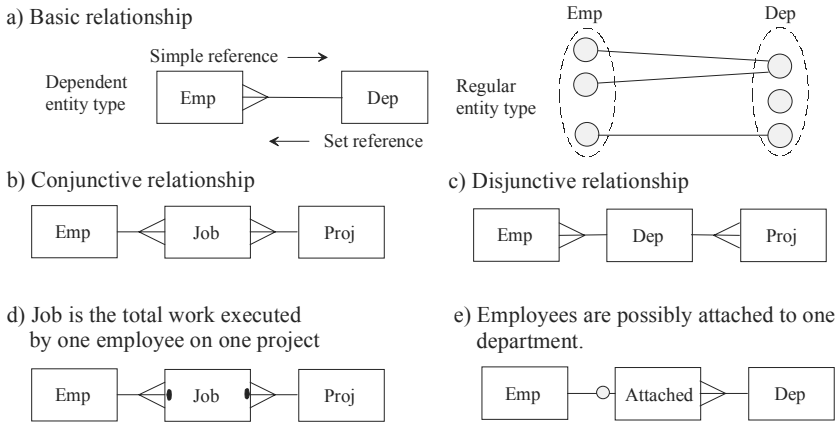 a) Basic relationship
Simple reference
Dependent
entity type
Emp
Dep
Set reference
Emp
Dep
Regular
entity type
b) Conjunctive relationship
Emp
Job
Proj
c) Disjunctive relationship
Emp
Dep
Proj
d) Job is the total work executed
by one employee on one project
Emp
Job
Proj
e) Employees are possibly attached to one
department.
Emp
Attached
Dep